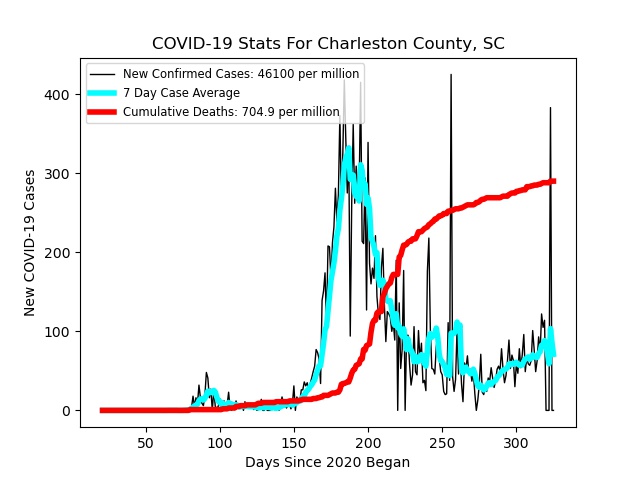 COVID-19 Stats For Charleston County, SC
New Confirmed Cases: 46100 per million
7 Day Case Average
Cumulative Deaths: 704.9 per million
New COVID-19 Cases
400
300
200
100
0
50 100 150 200 250 300
Days Since 2020 Began